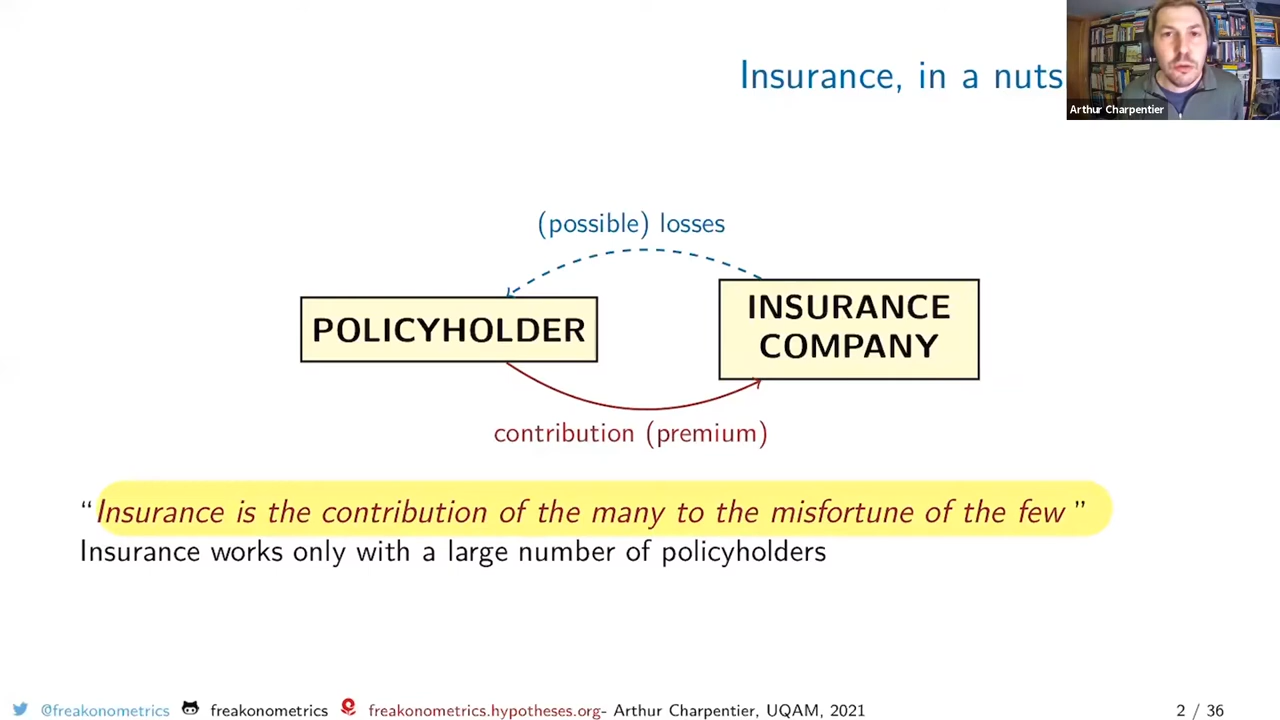 Insurance, in a nuts
Arthur Charpentier
(possible) losses
POLICYHOLDER
INSURANCE
COMPANY
contribution (premium)
“Insurance is the contribution of the many to the misfortune of the few”
Insurance works only with a large number of policyholders
@freakonometrics freakonometrics freakonometrics.hypotheses.org- Arthur Charpentier, UQAM, 2021 2 / 36